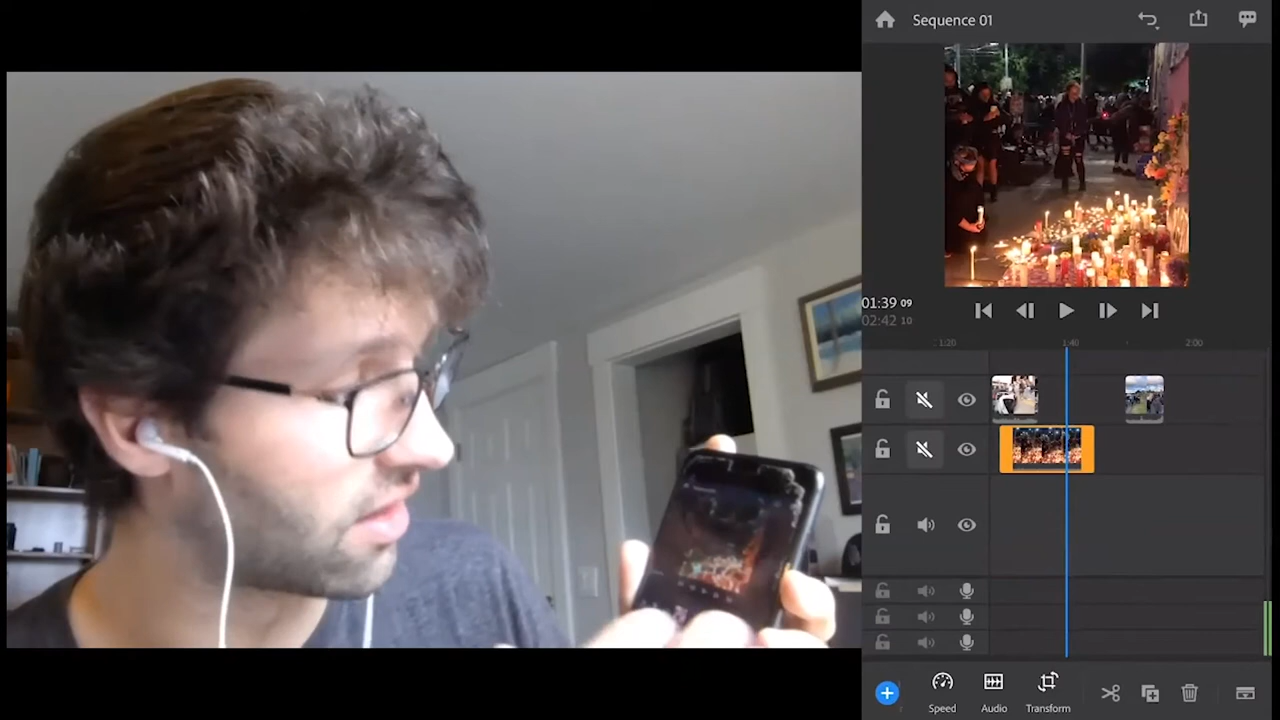 Sequence 01
01:39 09
02:42 10
1:20
1:40
2:00
Speed
Audio
Transform